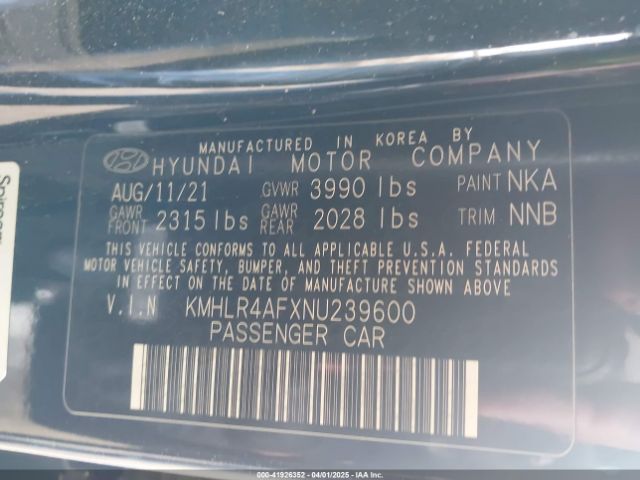 MANUFACTURED IN KOREA BY
HYUNDAI MOTOR COMPANY
AUG/11/21 GVWR 3990 lbs PAINT NKA
GAWR FRONT 2315 lbs GAWR REAR 2028 lbs TRIM NNB
THIS VEHICLE CONFORMS TO ALL APPLICABLE U.S.A. FEDERAL
MOTOR VEHICLE SAFETY, BUMPER, AND THEFT PREVENTION STANDARDS
IN EFFECT ON THE DATE OF MANUFACTURE SHOWN ABOVE.
V.I.N KMHLR4AFXNU239600
PASSENGER CAR
000-41926352 - 04/01/2025 - IAAI.COM